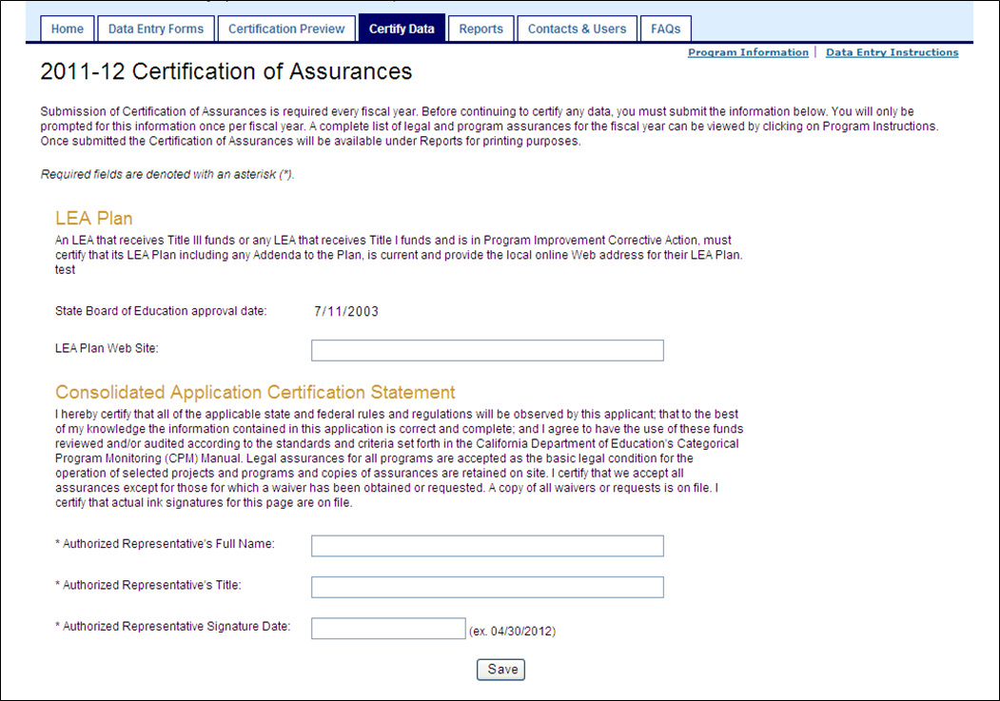 Home Data Entry Forms Certification Preview Certify Data Reports Contacts & Users FAQs
Program Information | Data Entry Instructions
2011-12 Certification of Assurances
Submission of Certification of Assurances is required every fiscal year. Before continuing to certify any data, you must submit the information below. You will only
prompted for this information once per fiscal year. A complete list of legal and program assurances for the fiscal year can be viewed by clicking on Program Instructions.
Once submitted the Certification of Assurances will be available under Reports for printing purposes.
Required fields are denoted with an asterisk (*).
LEA Plan
An LEA that receives Title III funds or any LEA that receives Title I funds and is in Program Improvement Corrective Action, must
certify that its LEA Plan including any Addenda to the Plan, is current and provide the local online Web address for their LEA Plan.
test
State Board of Education approval date: 7/11/2003
LEA Plan Web Site:
Consolidated Application Certification Statement
I hereby certify that all of the applicable state and federal rules and regulations will be observed by this applicant; that to the best
of my knowledge the information contained in this application is correct and complete; and I agree to have the use of these funds
reviewed and/or audited according to the standards and criteria set forth in the California Department of Education's Categorical
Program Monitoring (CPM) Manual. Legal assurances for all programs are accepted as the basic legal condition for the
operation of selected projects and programs and copies of assurances are retained on site. I certify that we accept all
assurances except for those for which a waiver has been obtained or requested. A copy of all waivers or requests is on file. I
certify that actual ink signatures for this page are on file.
* Authorized Representative's Full Name:
* Authorized Representative's Title:
* Authorized Representative Signature Date: (ex. 04/30/2012)
Save